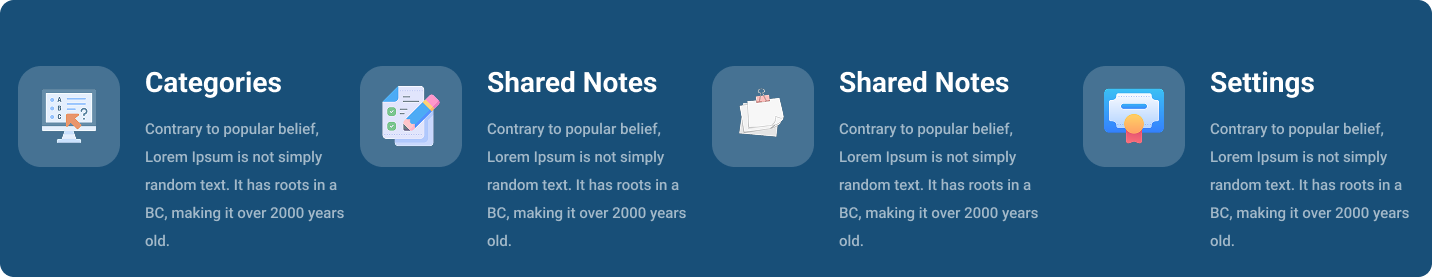 A
B
C
?
Categories
Contrary to popular belief,
Lorem Ipsum is not simply
random text. It has roots in a
BC, making it over 2000 years
old.
Shared Notes
Contrary to popular belief,
Lorem Ipsum is not simply
random text. It has roots in a
BC, making it over 2000 years
old.
Shared Notes
Contrary to popular belief,
Lorem Ipsum is not simply
random text. It has roots in a
BC, making it over 2000 years
old.
Settings
Contrary to popular belief,
Lorem Ipsum is not simply
random text. It has roots in a
BC, making it over 2000 years
old.